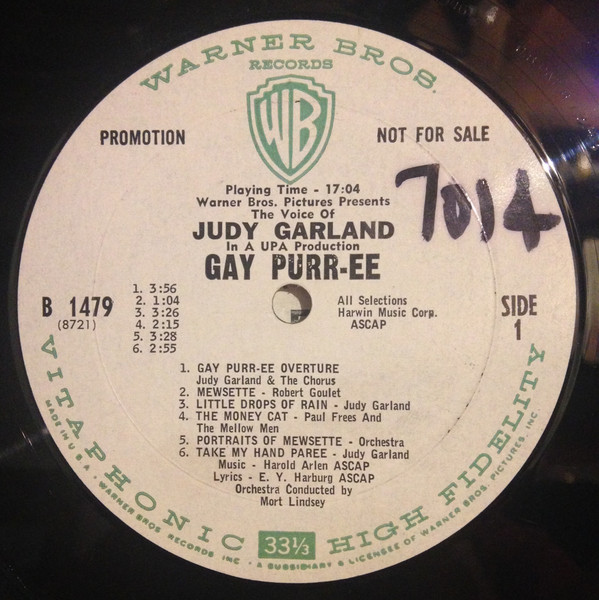 WARNER BROS.
RECORDS
WB
PROMOTION
NOT FOR SALE
7014
Playing Time - 17:04
Warner Bros. Pictures Presents
The Voice Of
JUDY GARLAND
In A UPA Production
GAY PURR-EE
B 1479
(8721)
1. 3:56
2. 1:04
3. 3:26
4. 2:15
5. 3:28
6. 2:55
All Selections
Harwin Music Corp.
ASCAP
SIDE
1
1. GAY PURR-EE OVERTURE
Judy Garland & The Chorus
2. MEWSETTE - Robert Goulet
3. LITTLE DROPS OF RAIN - Judy Garland
4. THE MONEY CAT - Paul Frees And
The Mellow Men
5. PORTRAITS OF MEWSETTE - Orchestra
6. TAKE MY HAND PAREE - Judy Garland
Music - Harold Arlen ASCAP
Lyrics - E. Y. Harburg ASCAP
Orchestra Conducted by
Mort Lindsey
VITAPHONIC 33⅓ HIGH FIDELITY
MADE IN U.S.A. • WARNER BROS. RECORDS INC. • A SUBSIDIARY & LICENSEE OF WARNER BROS. PICTURES, INC.